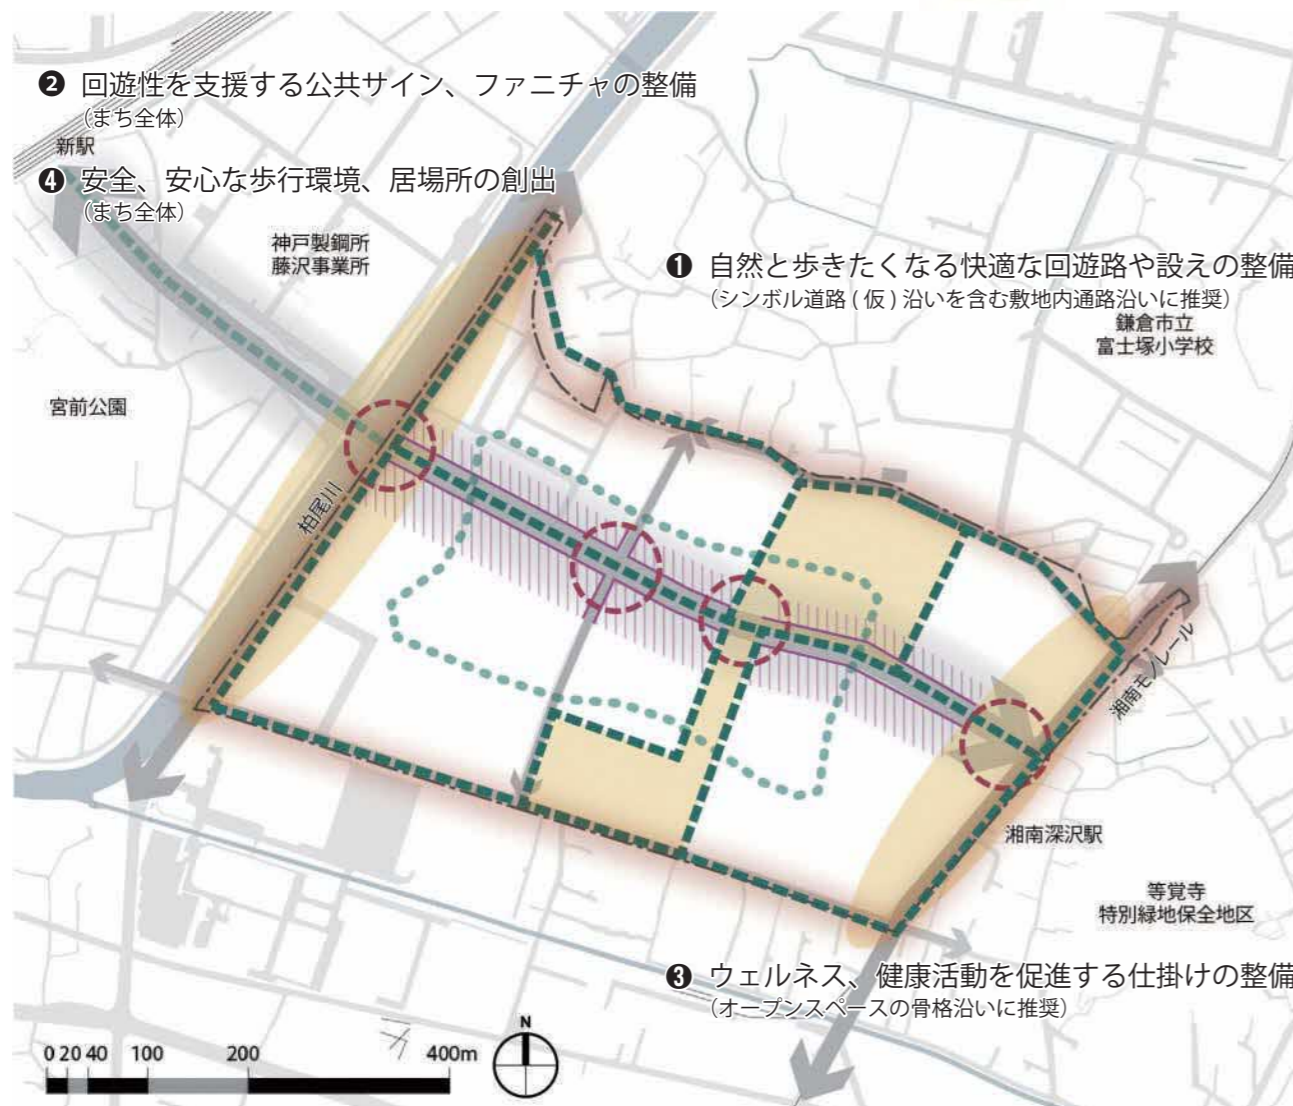 ❷ 回遊性を支援する公共サイン、ファニチャの整備
（まち全体）
新駅
❹ 安全、安心な歩行環境、居場所の創出
（まち全体）
神戸製鋼所
藤沢事業所
❶ 自然と歩きたくなる快適な回遊路や設えの整備
（シンボル道路 ( 仮 ) 沿いを含む敷地内通路沿いに推奨）
鎌倉市立
富士塚小学校
宮前公園
柏尾川
湘南モノレール
湘南深沢駅
等覚寺
特別緑地保全地区
❸ ウェルネス、健康活動を促進する仕掛けの整備
（オープンスペースの骨格沿いに推奨）
N
0 20 40 100 200 400m